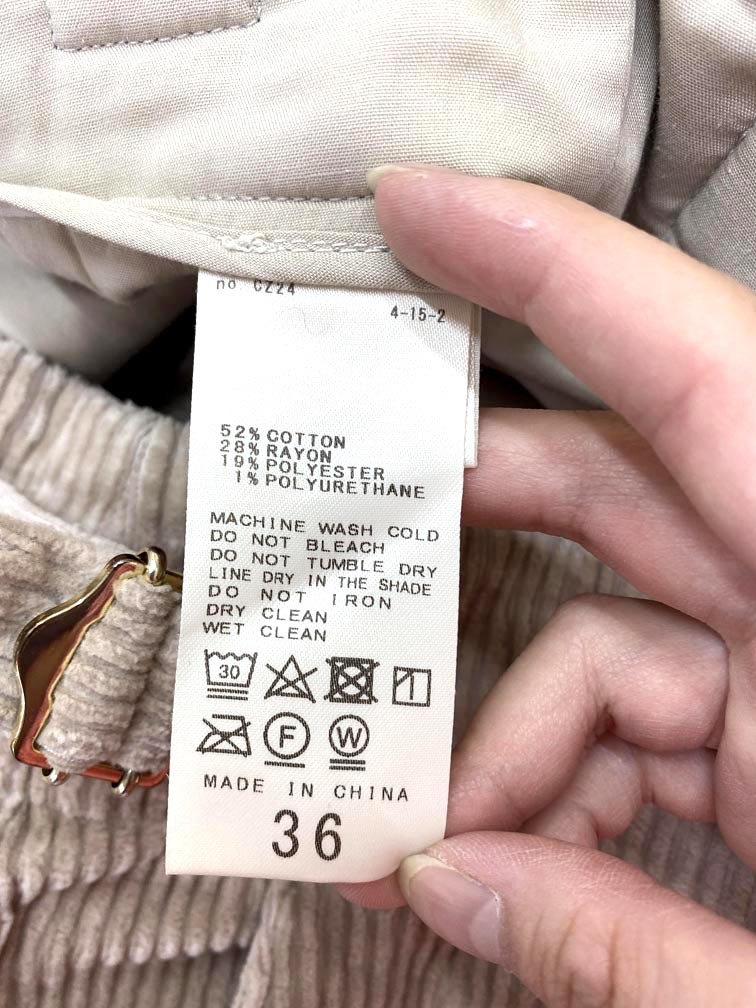 no. CZ24
4-15-2
52% COTTON
28% RAYON
19% POLYESTER
1% POLYURETHANE
MACHINE WASH COLD
DO NOT BLEACH
DO NOT TUMBLE DRY
LINE DRY IN THE SHADE
DO NOT IRON
DRY CLEAN
WET CLEAN
30
F W
MADE IN CHINA
36